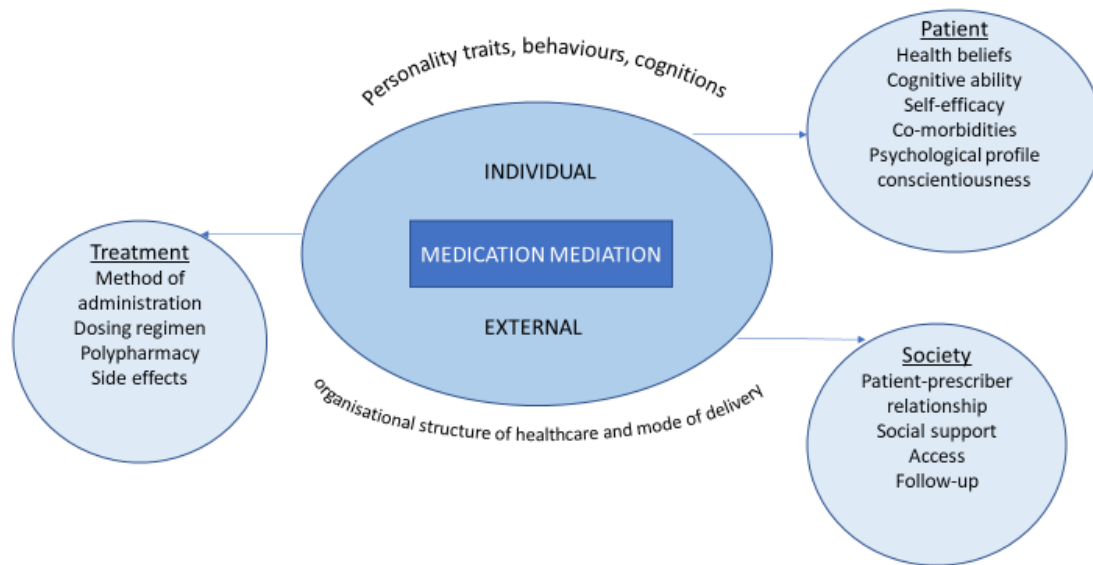 Personality traits, behaviours, cognitions
INDIVIDUAL
MEDICATION MEDIATION
EXTERNAL
organisational structure of healthcare and mode of delivery
Patient
Health beliefs
Cognitive ability
Self-efficacy
Co-morbidities
Psychological profile
conscientiousness
Treatment
Method of
administration
Dosing regimen
Polypharmacy
Side effects
Society
Patient-prescriber
relationship
Social support
Access
Follow-up